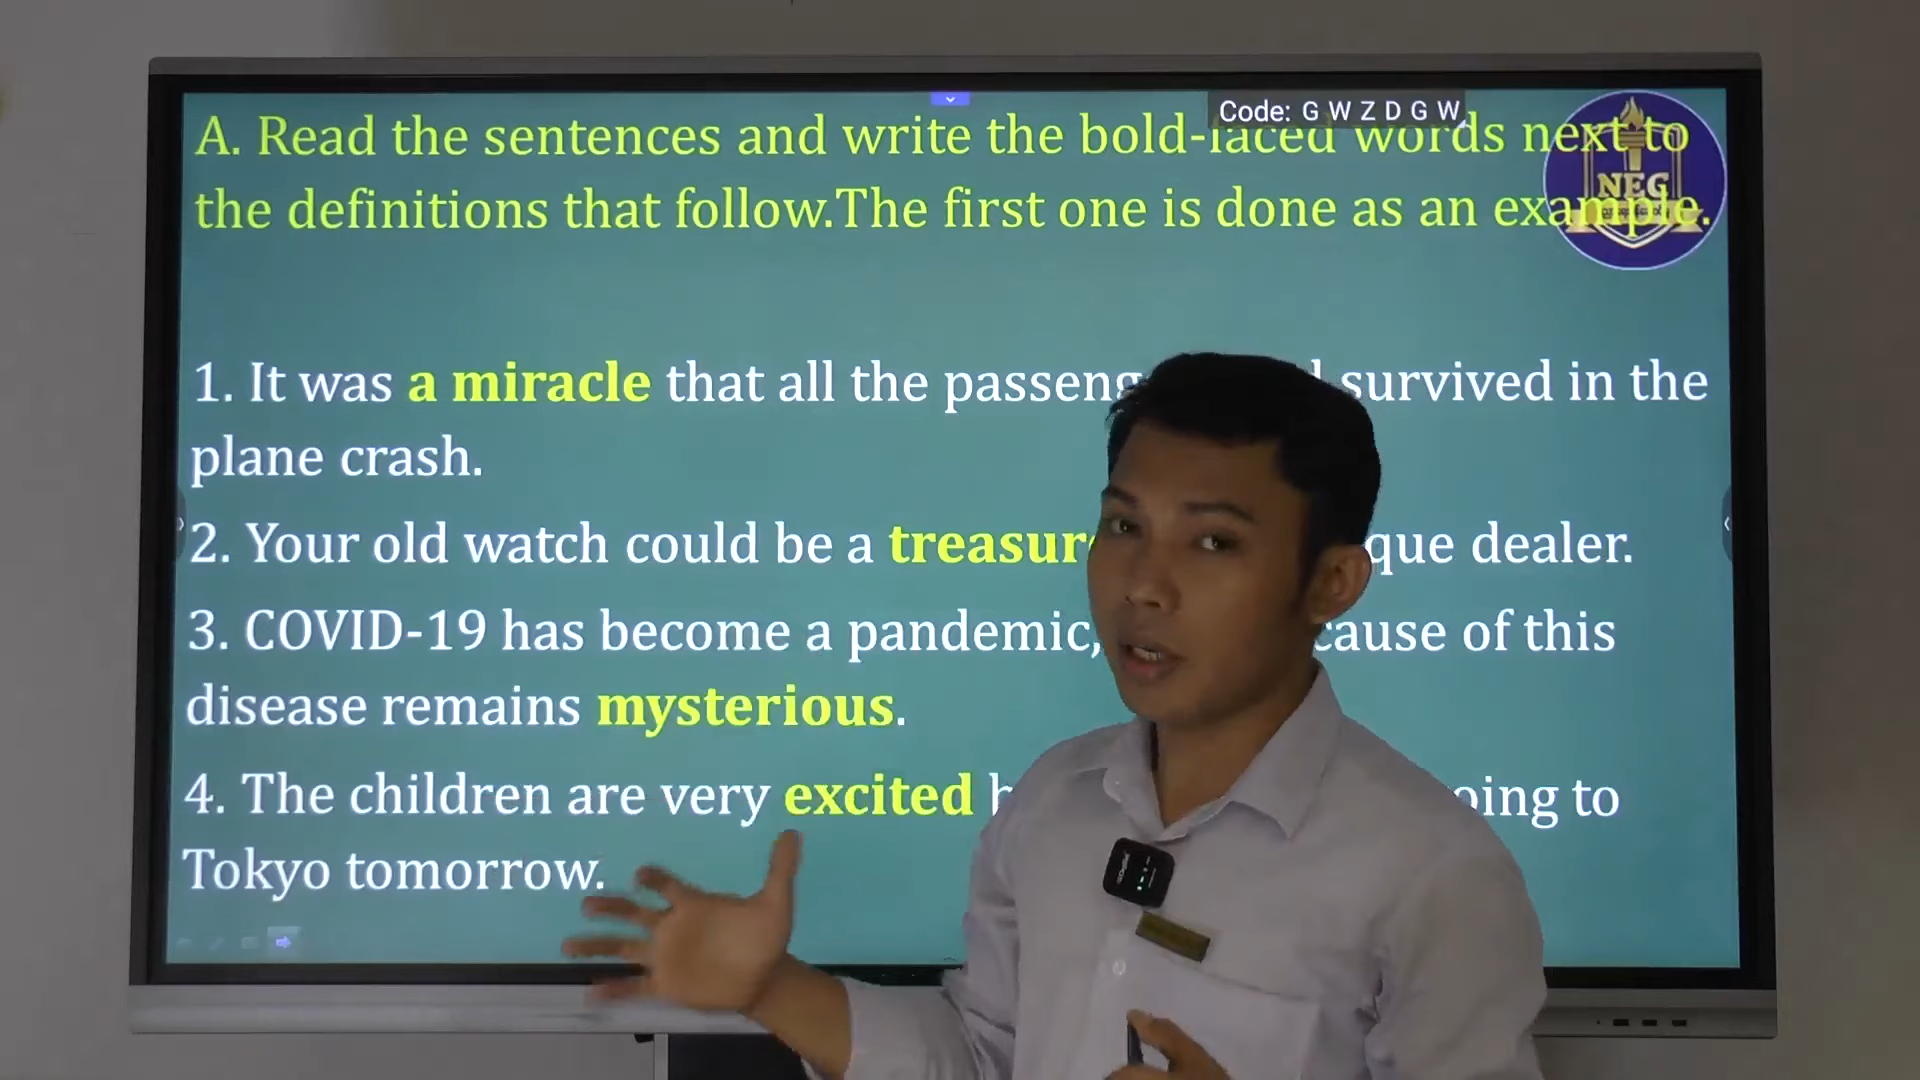 Code: G W Z D G W
A. Read the sentences and write the bold-faced words next to
the definitions that follow.The first one is done as an example.
NEG
1. It was a miracle that all the passeng survived in the
plane crash.
2. Your old watch could be a treasure que dealer.
3. COVID-19 has become a pandemic, cause of this
disease remains mysterious.
4. The children are very excited oing to
Tokyo tomorrow.